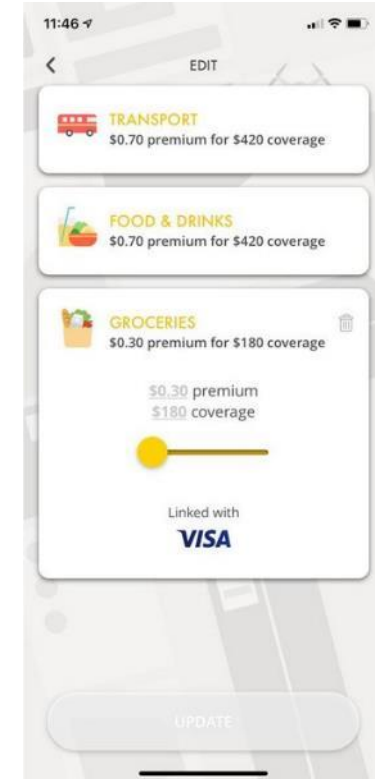 11:46
EDIT
TRANSPORT
$0.70 premium for $420 coverage
FOOD & DRINKS
$0.70 premium for $420 coverage
GROCERIES
$0.30 premium for $180 coverage
$0.30 premium
$180 coverage
Linked with
VISA
UPDATE